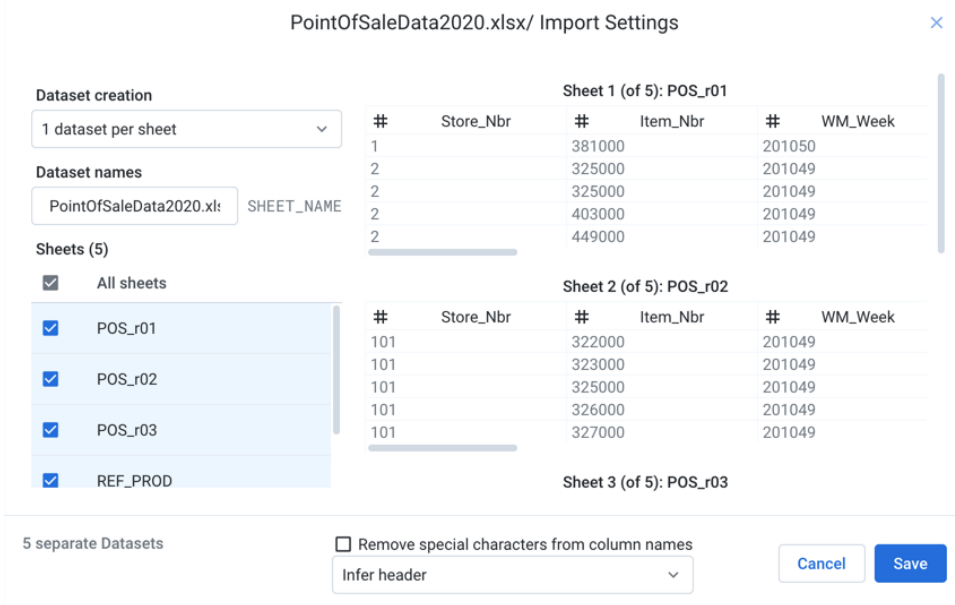 PointOfSaleData2020.xlsx/ Import Settings
Dataset creation
1 dataset per sheet
Dataset names
PointOfSaleData2020.xls SHEET_NAME
Sheets (5)
All sheets
POS_r01
POS_r02
POS_r03
REF_PROD
Sheet 1 (of 5): POS_r01
# Store_Nbr # Item_Nbr # WM_Week
1 381000 201050
2 325000 201049
2 325000 201049
2 403000 201049
2 449000 201049
Sheet 2 (of 5): POS_r02
# Store_Nbr # Item_Nbr # WM_Week
101 322000 201049
101 323000 201049
101 325000 201049
101 326000 201049
101 327000 201049
Sheet 3 (of 5): POS_r03
5 separate Datasets
Remove special characters from column names
Infer header
Cancel
Save